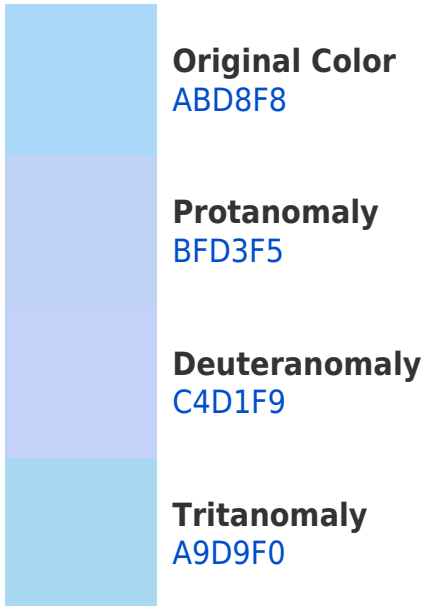 Original Color
ABD8F8
Protanomaly
BFD3F5
Deuteranomaly
C4D1F9
Tritanomaly
A9D9F0